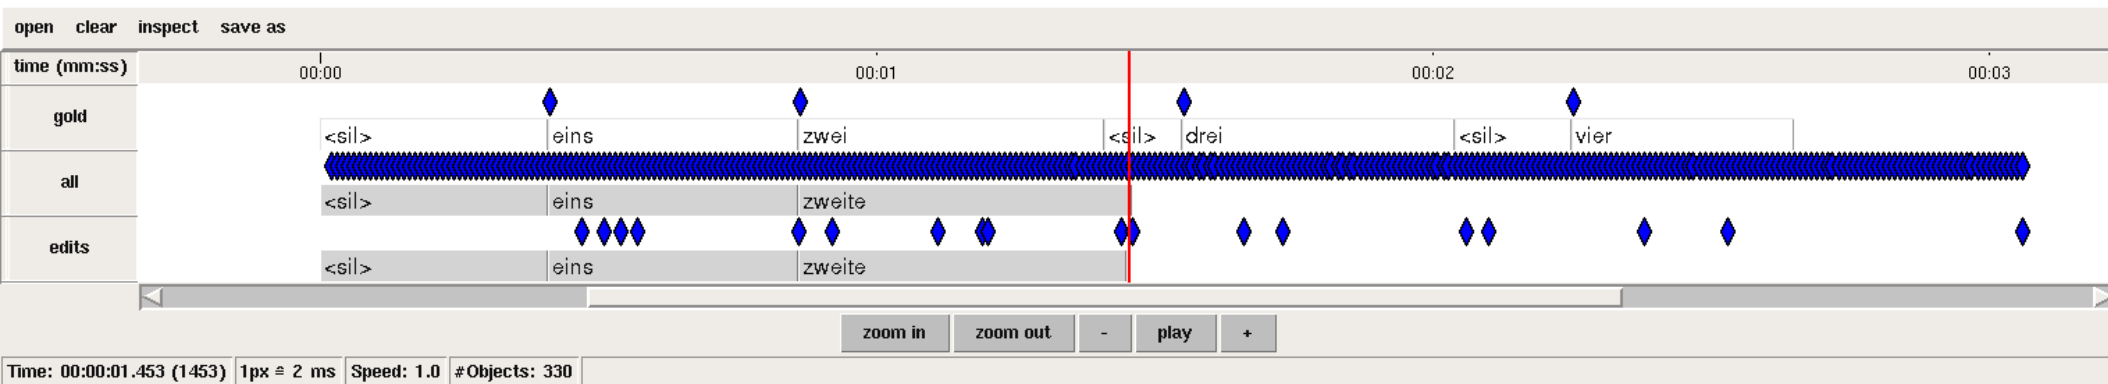 open clear inspect save as
time (mm:ss) 00:00 00:01 00:02 00:03
gold <sil> eins zwei <sil> drei <sil> vier
all <sil> eins zweite
edits <sil> eins zweite
zoom in zoom out - play +
Time: 00:00:01.453 (1453) 1px ≙ 2 ms Speed: 1.0 #Objects: 330